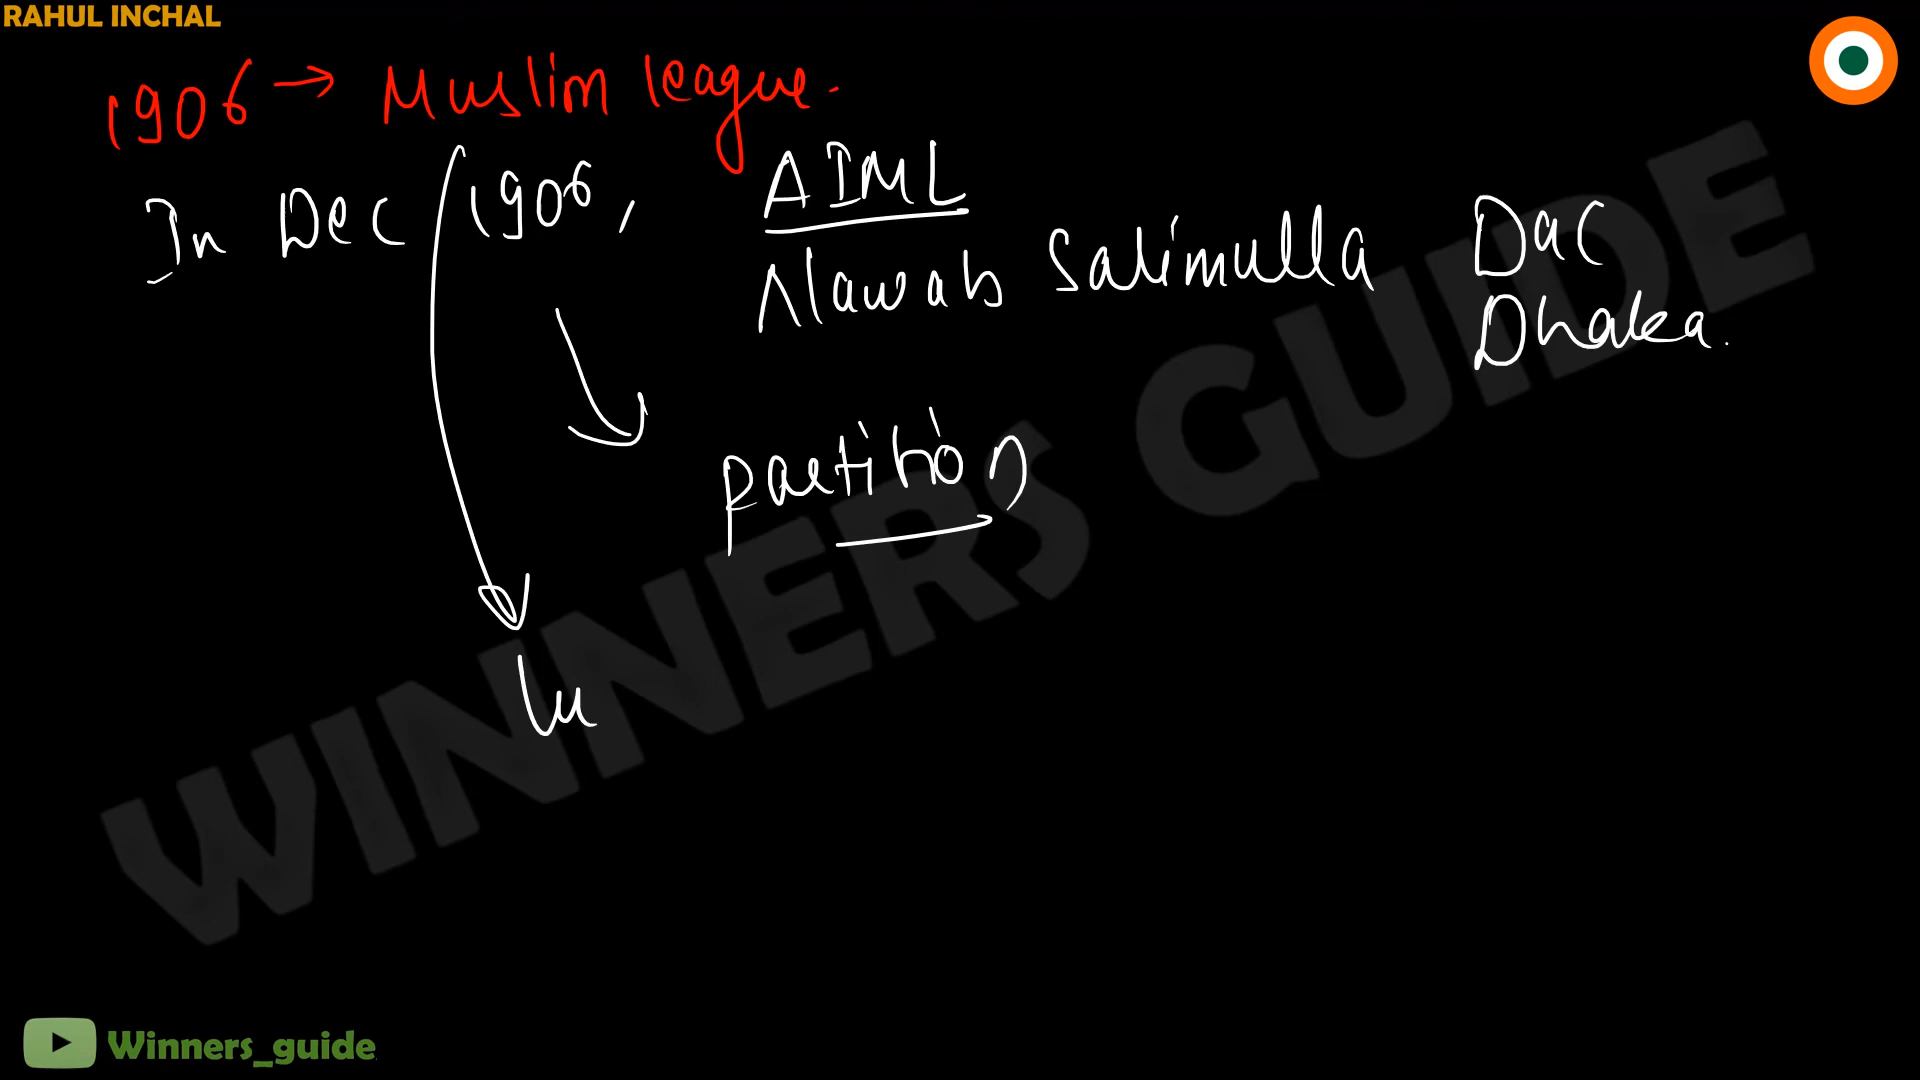 RAHUL INCHAL
1906 → Muslim league.
In Dec 1906, AIML
Nawab Salimulla Dac
Dhaka.
partition
WINNERS GUIDE
Winners_guide